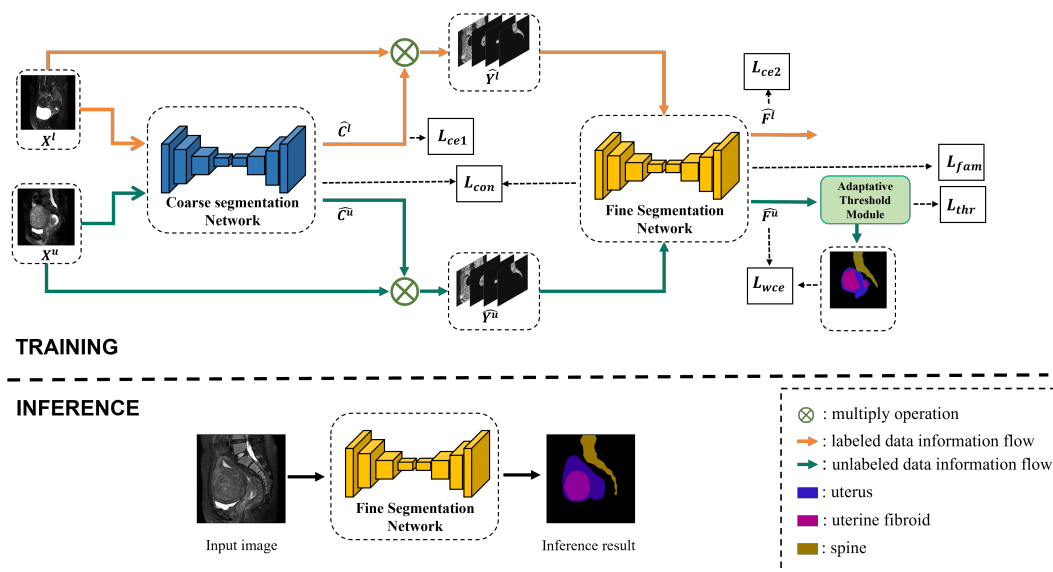 X^l
X^u
Coarse segmentation
Network
Ĉ^l
Ĉ^u
L_ce1
L_con
Ŷ^l
Ŷ^u
Fine Segmentation
Network
L_ce2
F̂^l
F̂^u
L_fam
Adaptative
Threshold
Module
L_thr
L_wce
TRAINING
INFERENCE
Input image
Fine Segmentation
Network
Inference result
: multiply operation
: labeled data information flow
: unlabeled data information flow
: uterus
: uterine fibroid
: spine